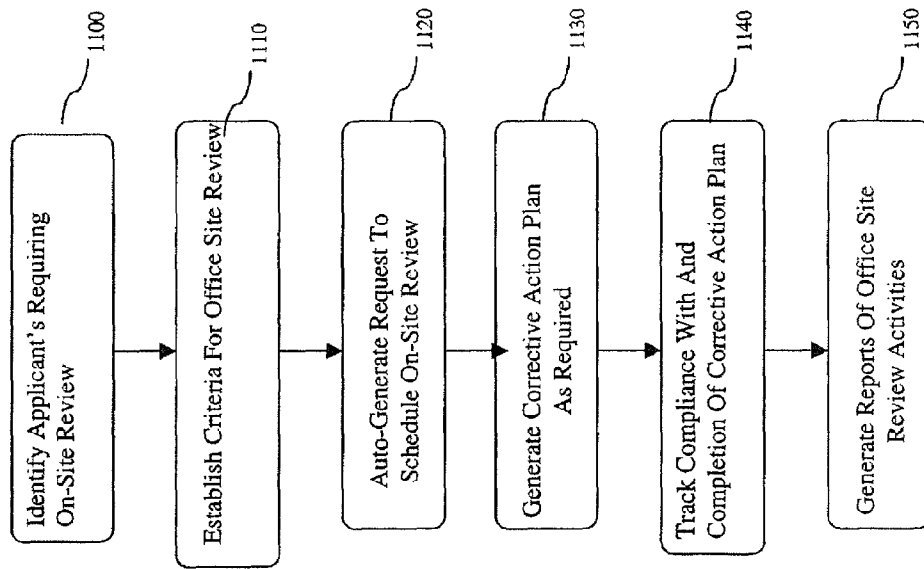 Identify Applicant's Requiring
On-Site Review
1100
Establish Criteria For Office Site Review
1110
Auto-Generate Request To
Schedule On-Site Review
1120
Generate Corrective Action Plan
As Required
1130
Track Compliance With And
Completion Of Corrective Action Plan
1140
Generate Reports Of Office Site
Review Activities
1150